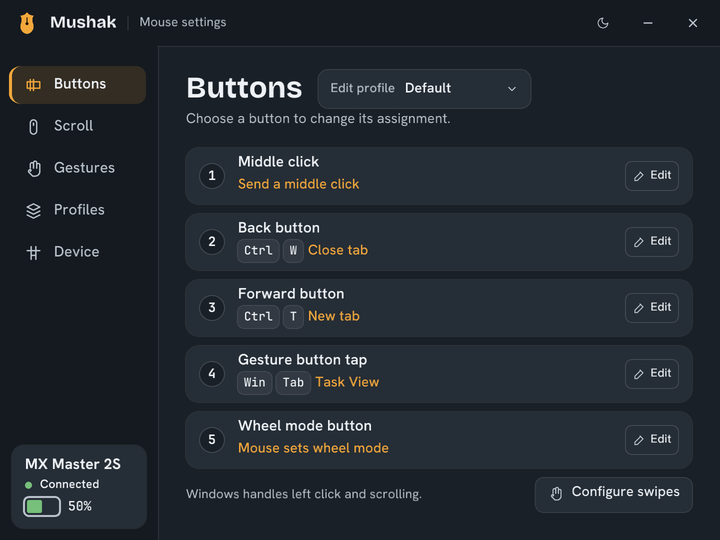 Mushak Mouse settings
Buttons
Scroll
Gestures
Profiles
Device
MX Master 2S
Connected
50%
Buttons
Edit profile Default
Choose a button to change its assignment.
1
Middle click
Send a middle click
Edit
2
Back button
Ctrl W Close tab
Edit
3
Forward button
Ctrl T New tab
Edit
4
Gesture button tap
Win Tab Task View
Edit
5
Wheel mode button
Mouse sets wheel mode
Edit
Windows handles left click and scrolling.
Configure swipes